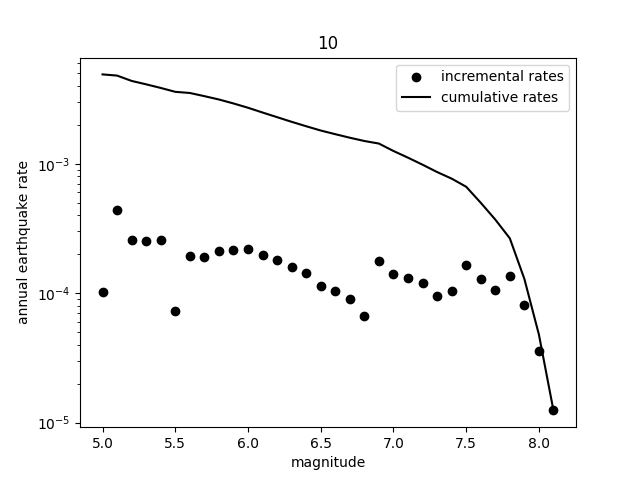 10
incremental rates
cumulative rates
annual earthquake rate
10⁻³
10⁻⁴
10⁻⁵
5.0 5.5 6.0 6.5 7.0 7.5 8.0
magnitude